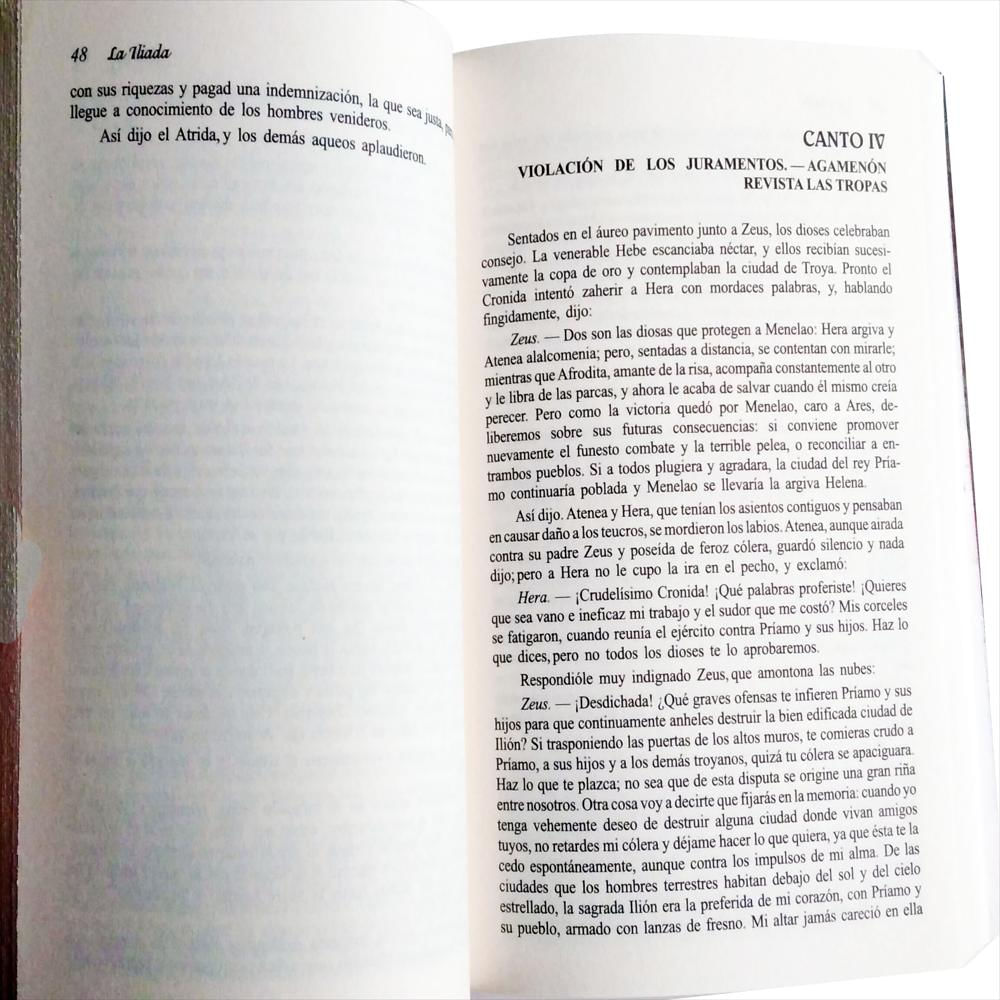 48 La Iliada
con sus riquezas y pagad una indemnización, la que sea justa,
llegue a conocimiento de los hombres venideros.
Así dijo el Atrida, y los demás aqueos aplaudieron.
CANTO IV
VIOLACIÓN DE LOS JURAMENTOS. — AGAMENÓN
REVISTA LAS TROPAS
Sentados en el áureo pavimento junto a Zeus, los dioses celebraban
consejo. La venerable Hebe escanciaba néctar, y ellos recibían sucesi-
vamente la copa de oro y contemplaban la ciudad de Troya. Pronto el
Cronida intentó zaherir a Hera con mordaces palabras, y, hablando
fingidamente, dijo:
Zeus. — Dos son las diosas que protegen a Menelao: Hera argiva y
Atenea alalcomenia; pero, sentadas a distancia, se contentan con mirarle;
mientras que Afrodita, amante de la risa, acompaña constantemente al otro
y le libra de las parcas, y ahora le acaba de salvar cuando él mismo creía
perecer. Pero como la victoria quedó por Menelao, caro a Ares, de-
liberemos sobre sus futuras consecuencias: si conviene promover
nuevamente el funesto combate y la terrible pelea, o reconciliar a en-
trambos pueblos. Si a todos plugiera y agradara, la ciudad del rey Pría-
mo continuaría poblada y Menelao se llevaría la argiva Helena.
Así dijo. Atenea y Hera, que tenían los asientos contiguos y pensaban
en causar daño a los teucros, se mordieron los labios. Atenea, aunque airada
contra su padre Zeus y poseída de feroz cólera, guardó silencio y nada
dijo; pero a Hera no le cupo la ira en el pecho, y exclamó:
Hera. — ¡Crudelísimo Cronida! ¡Qué palabras proferiste! ¡Quieres
que sea vano e ineficaz mi trabajo y el sudor que me costó? Mis corceles
se fatigaron, cuando reunía el ejército contra Príamo y sus hijos. Haz lo
que dices, pero no todos los dioses te lo aprobaremos.
Respondióle muy indignado Zeus, que amontona las nubes:
Zeus. — ¡Desdichada! ¿Qué graves ofensas te infieren Príamo y sus
hijos para que continuamente anheles destruir la bien edificada ciudad de
Ilión? Si trasponiendo las puertas de los altos muros, te comieras crudo a
Príamo, a sus hijos y a los demás troyanos, quizá tu cólera se apaciguara.
Haz lo que te plazca; no sea que de esta disputa se origine una gran riña
entre nosotros. Otra cosa voy a decirte que fijarás en la memoria: cuando yo
tenga vehemente deseo de destruir alguna ciudad donde vivan amigos
tuyos, no retardes mi cólera y déjame hacer lo que quiera, ya que ésta te la
cedo espontáneamente, aunque contra los impulsos de mi alma. De las
ciudades que los hombres terrestres habitan debajo del sol y del cielo
estrellado, la sagrada Ilión era la preferida de mi corazón, con Príamo y
su pueblo, armado con lanzas de fresno. Mi altar jamás careció en ella